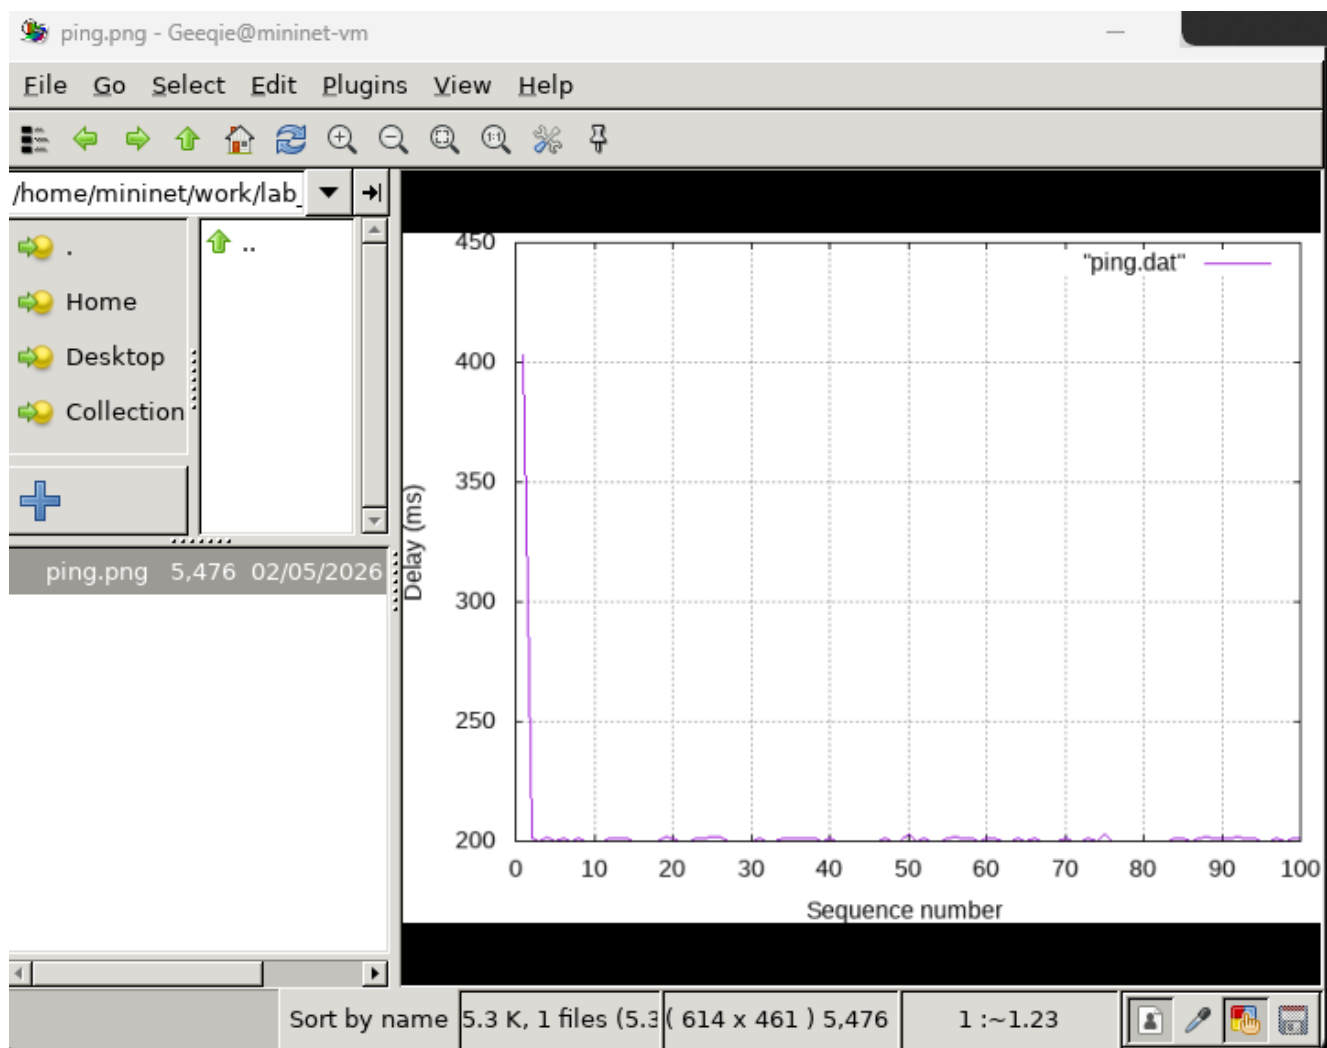 ping.png - Geeqie@mininet-vm
File Go Select Edit Plugins View Help
/home/mininet/work/lab_
.
..
Home
Desktop
Collection
ping.png 5,476 02/05/2026
450
400
350
300
250
200
Delay (ms)
"ping.dat"
0 10 20 30 40 50 60 70 80 90 100
Sequence number
Sort by name 5.3 K, 1 files (5.3 ( 614 x 461 ) 5,476 1 :~1.23